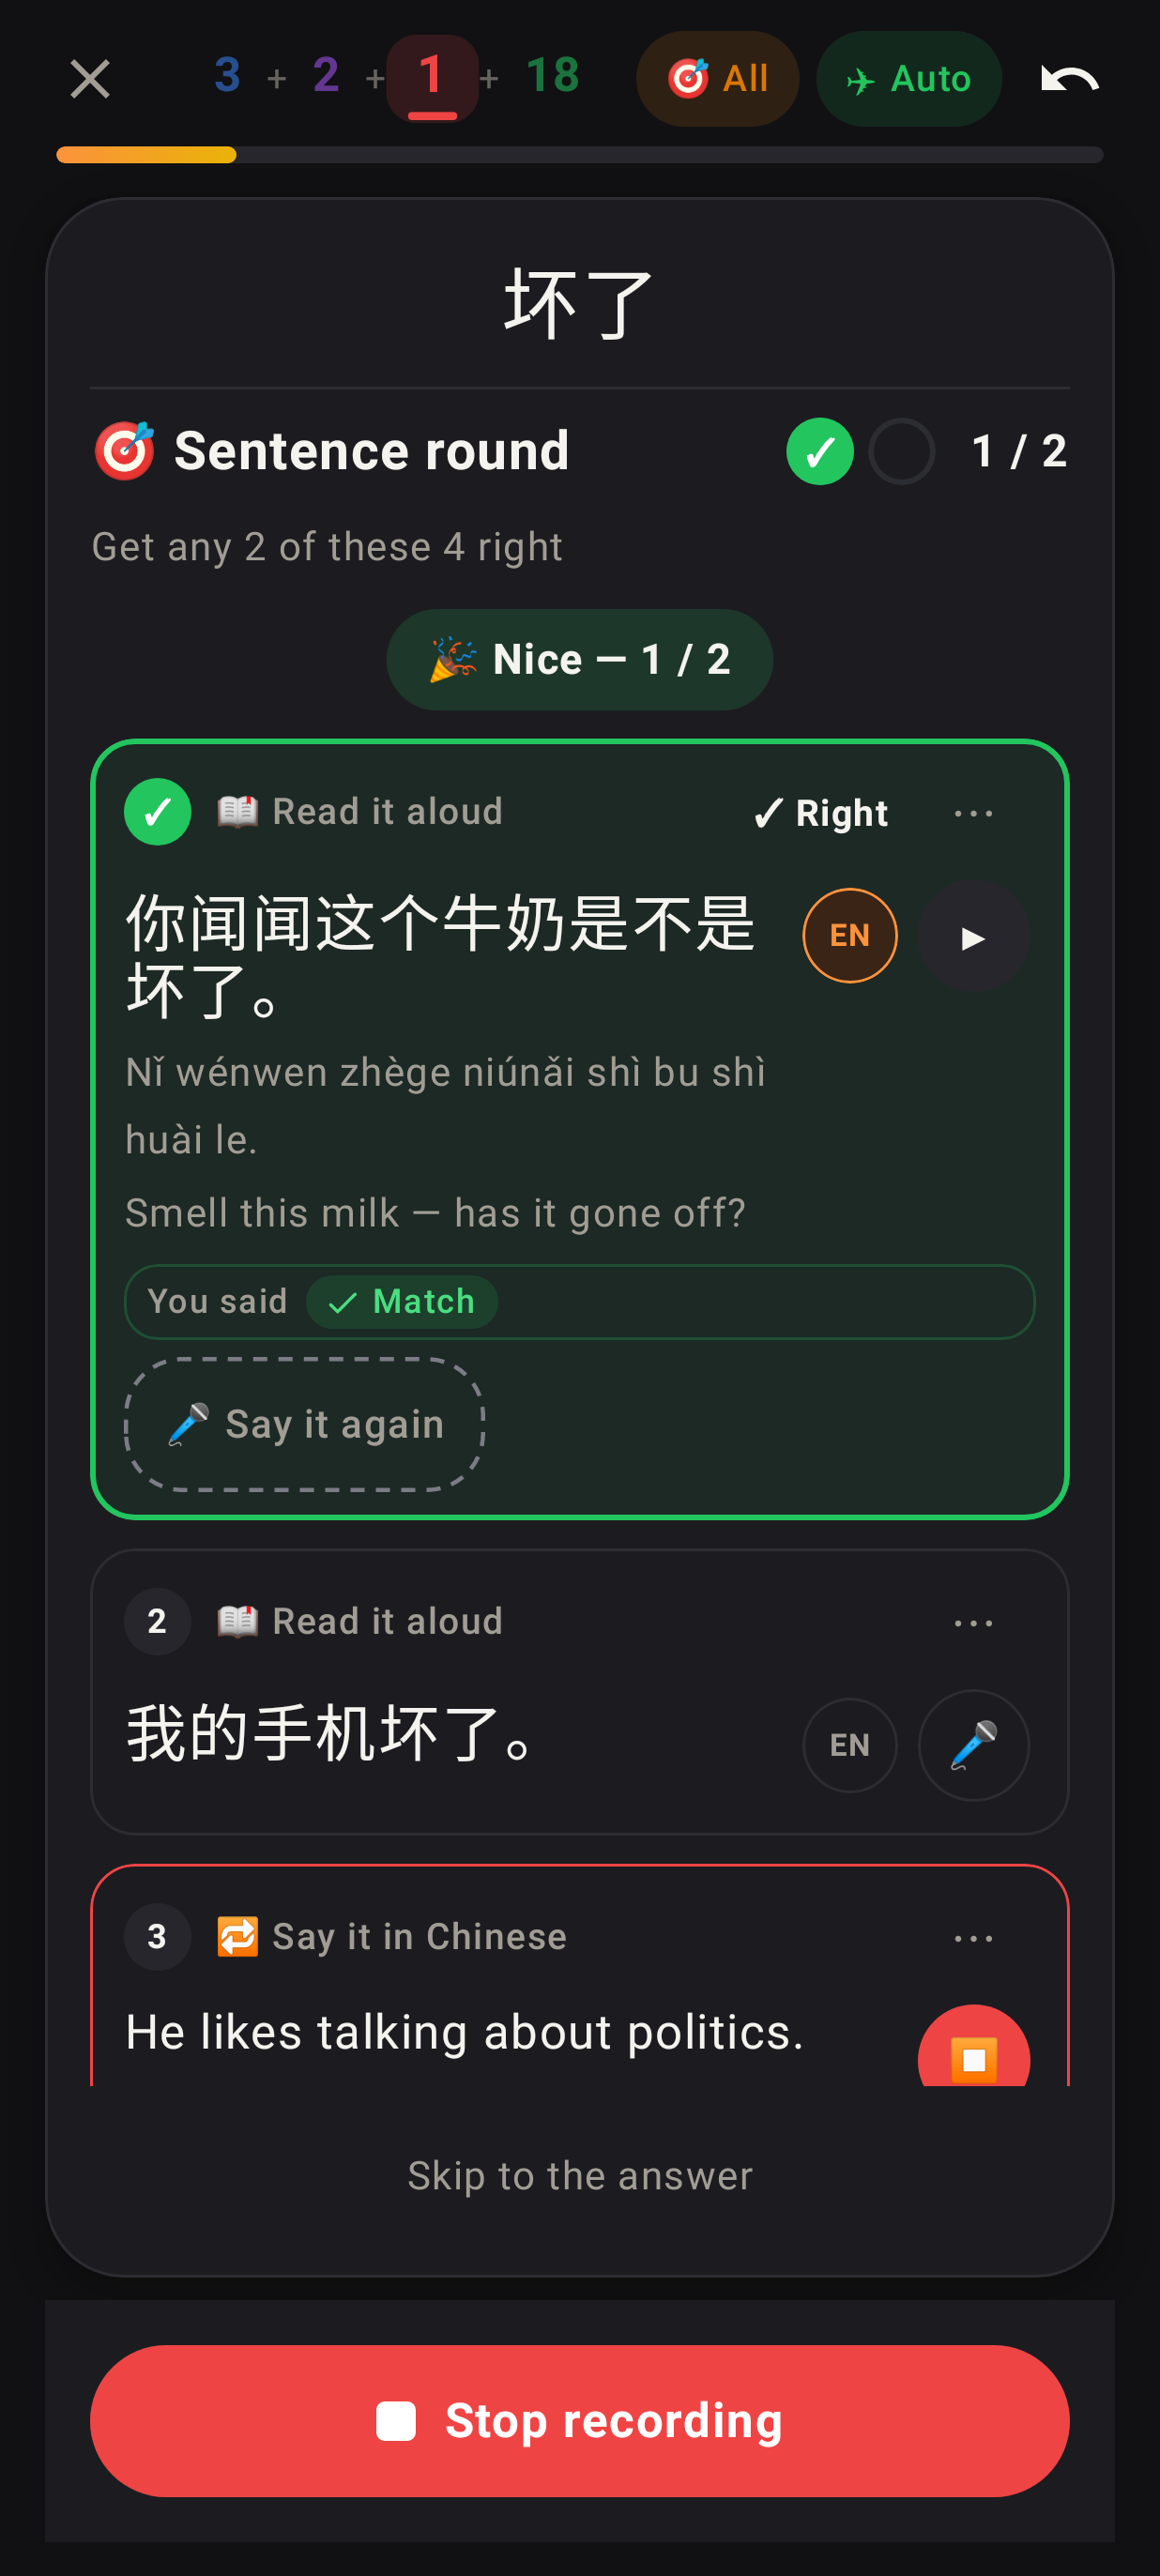 3 + 2 + 1 + 18 🎯 All ✈ Auto
坏了
🎯 Sentence round ✓ 1 / 2
Get any 2 of these 4 right
🎉 Nice — 1 / 2
✓ 📖 Read it aloud ✓ Right ...
你闻闻这个牛奶是不是 EN ▶
坏了。
Nǐ wénwen zhège niúnǎi shì bu shì
huài le.
Smell this milk — has it gone off?
You said ✓ Match
🎤 Say it again
2 📖 Read it aloud ...
我的手机坏了。 EN 🎤
3 🔁 Say it in Chinese ...
He likes talking about politics.
Skip to the answer
Stop recording